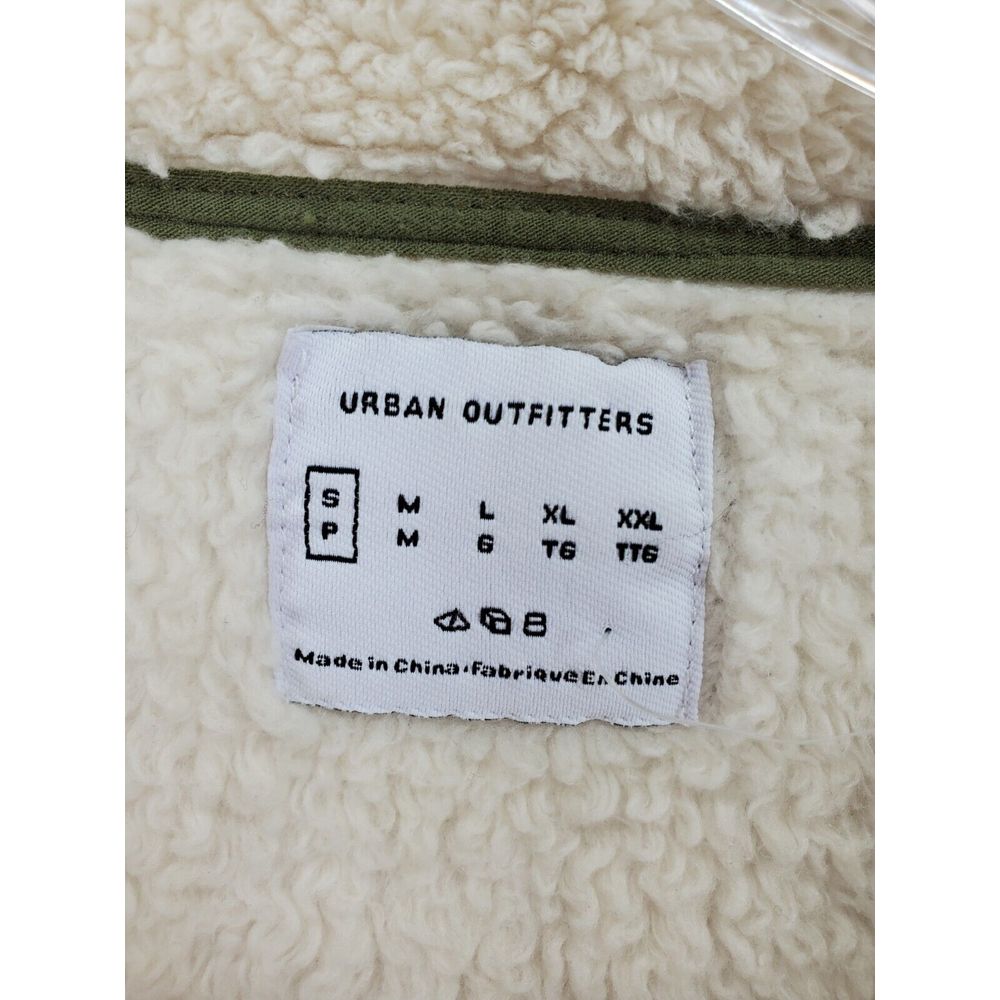 URBAN OUTFITTERS
S M L XL XXL
P M G TG TTG
Made in China·Fabriqué En Chine